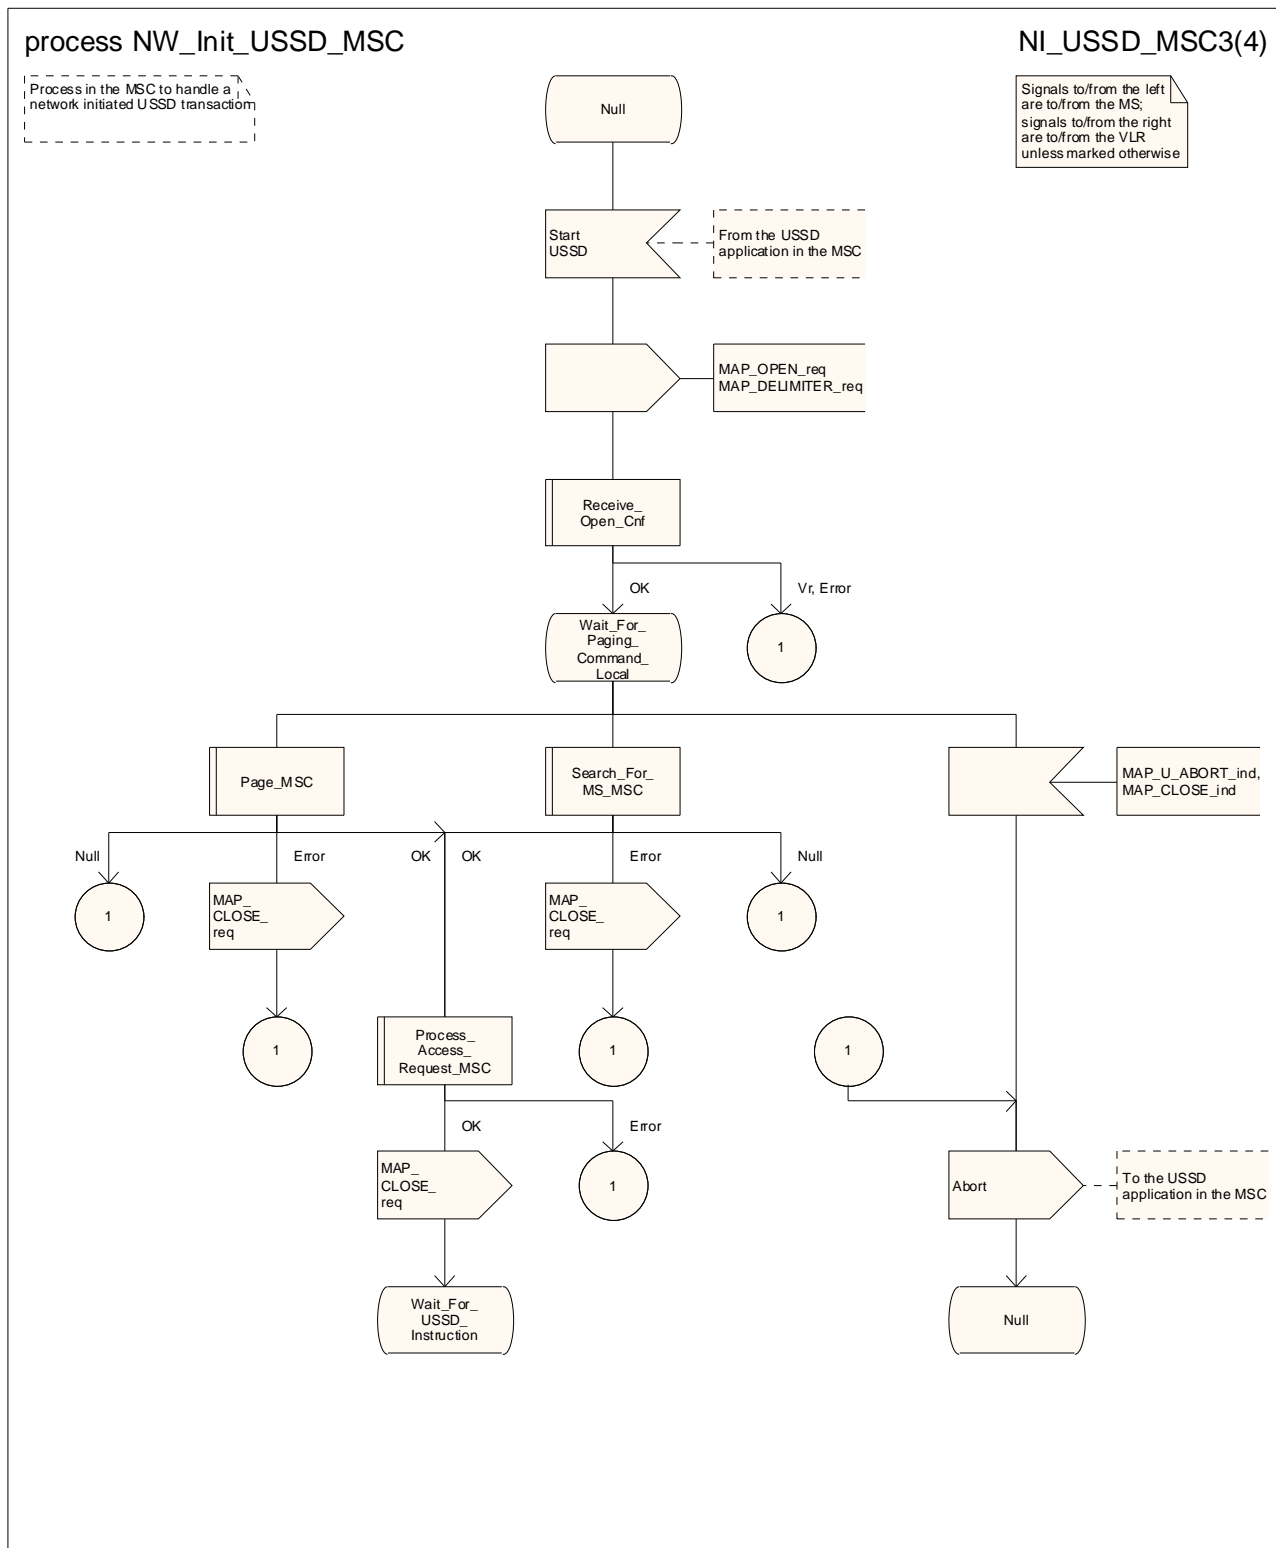 process NW_Init_USSD_MSC
NI_USSD_MSC3(4)
Process in the MSC to handle a
network initiated USSD transaction
Signals to/from the left
are to/from the MS;
signals to/from the right
are to/from the VLR
unless marked otherwise
Null
Start
USSD
From the USSD
application in the MSC
MAP_OPEN_req
MAP_DELIMITER_req
Receive_
Open_Cnf
OK
Vr, Error
Wait_For_
Paging_
Command_
Local
1
Page_MSC
Search_For_
MS_MSC
MAP_U_ABORT_ind,
MAP_CLOSE_ind
Null
Error
OK
OK
Error
Null
1
MAP_
CLOSE_
req
MAP_
CLOSE_
req
1
1
Process_
Access_
Request_MSC
1
1
OK
Error
MAP_
CLOSE_
req
1
Abort
To the USSD
application in the MSC
Wait_For_
USSD_
Instruction
Null